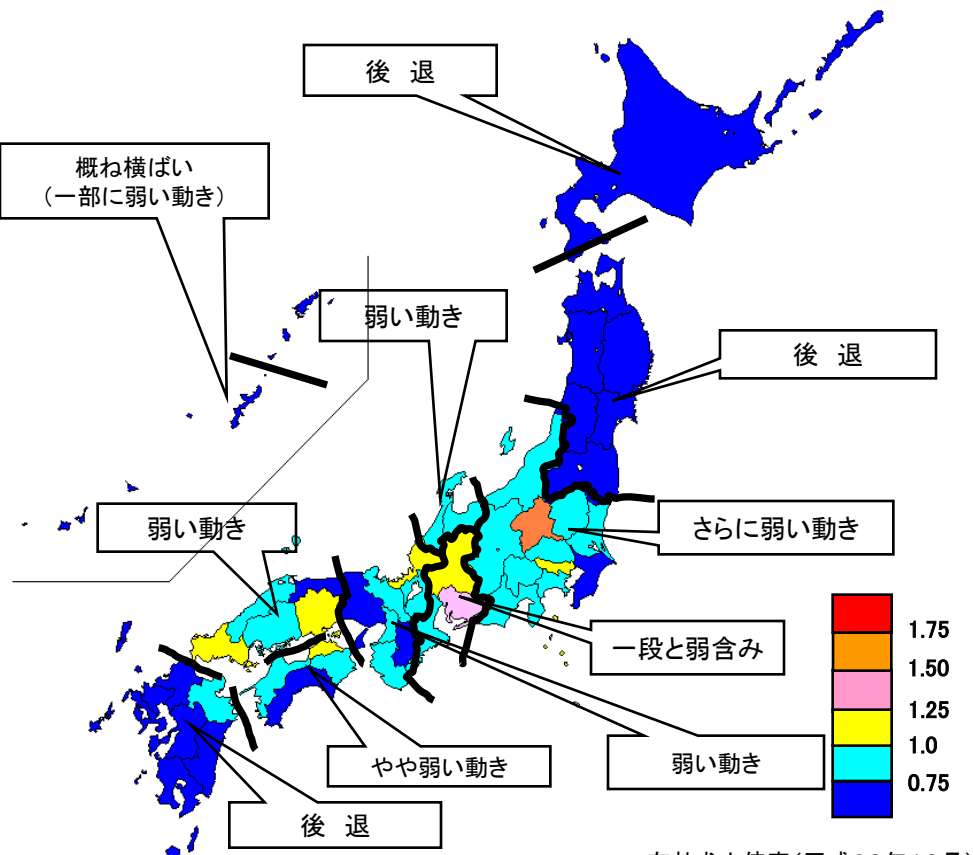 後 退
概ね横ばい
(一部に弱い動き)
弱い動き
後 退
弱い動き
さらに弱い動き
一段と弱含み
弱い動き
やや弱い動き
後 退
1.75
1.50
1.25
1.0
0.75